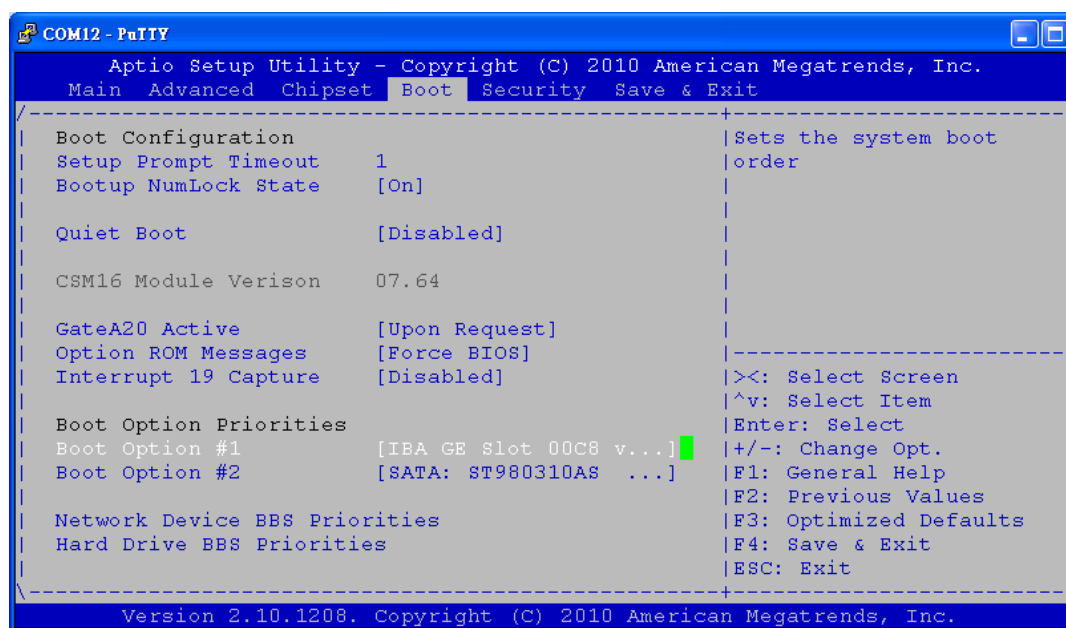 COM12 - PuTTY
Aptio Setup Utility - Copyright (C) 2010 American Megatrends, Inc.
Main Advanced Chipset Boot Security Save & Exit
Boot Configuration
Setup Prompt Timeout 1
Bootup NumLock State [On]
Quiet Boot [Disabled]
CSM16 Module Verison 07.64
GateA20 Active [Upon Request]
Option ROM Messages [Force BIOS]
Interrupt 19 Capture [Disabled]
Boot Option Priorities
Boot Option #1 [IBA GE Slot 00C8 v...]
Boot Option #2 [SATA: ST980310AS ...]
Network Device BBS Priorities
Hard Drive BBS Priorities
Sets the system boot
order
><: Select Screen
^v: Select Item
Enter: Select
+/-: Change Opt.
F1: General Help
F2: Previous Values
F3: Optimized Defaults
F4: Save & Exit
ESC: Exit
Version 2.10.1208. Copyright (C) 2010 American Megatrends, Inc.